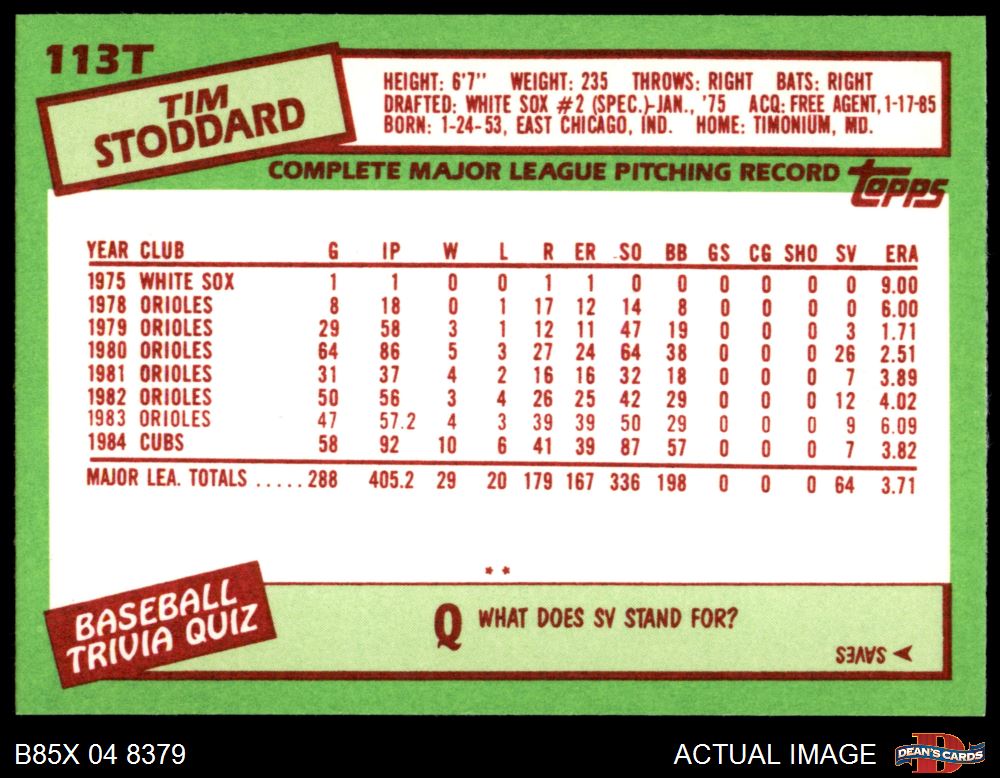 113T
TIM
STODDARD
HEIGHT: 6'7" WEIGHT: 235 THROWS: RIGHT BATS: RIGHT
DRAFTED: WHITE SOX #2 (SPEC.)-JAN., '75 ACQ: FREE AGENT, 1-17-85
BORN: 1-24-53, EAST CHICAGO, IND. HOME: TIMONIUM, MD.
COMPLETE MAJOR LEAGUE PITCHING RECORD topps
YEAR CLUB G IP W L R ER SO BB GS CG SHO SV ERA
1975 WHITE SOX 1 1 0 0 1 1 0 0 0 0 0 0 9.00
1978 ORIOLES 8 18 0 1 17 12 14 8 0 0 0 0 6.00
1979 ORIOLES 29 58 3 1 12 11 47 19 0 0 0 3 1.71
1980 ORIOLES 64 86 5 3 27 24 64 38 0 0 0 26 2.51
1981 ORIOLES 31 37 4 2 16 16 32 18 0 0 0 7 3.89
1982 ORIOLES 50 56 3 4 26 25 42 29 0 0 0 12 4.02
1983 ORIOLES 47 57.2 4 3 39 39 50 29 0 0 0 9 6.09
1984 CUBS 58 92 10 6 41 39 87 57 0 0 0 7 3.82
MAJOR LEA. TOTALS .....288 405.2 29 20 179 167 336 198 0 0 0 64 3.71
**
BASEBALL
TRIVIA QUIZ
Q WHAT DOES SV STAND FOR?
SAVES
B85X 04 8379
ACTUAL IMAGE
DEAN'S CARDS